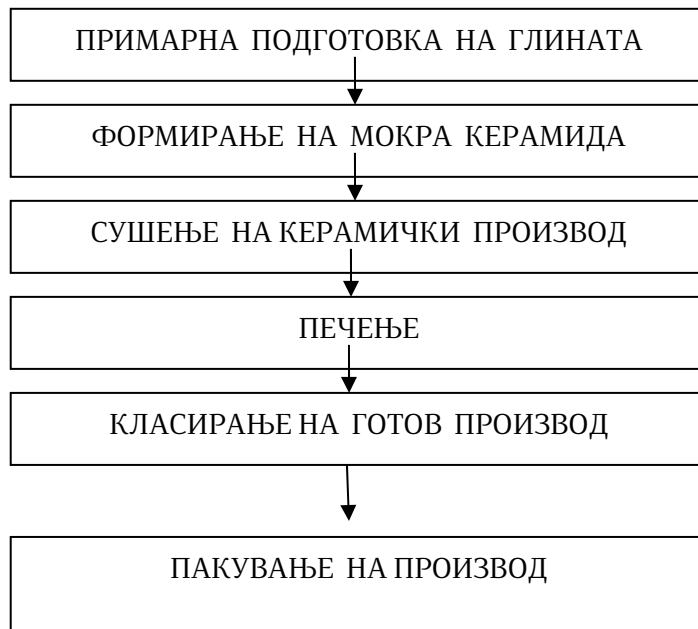 ПРИМАРНА ПОДГОТОВКА НА ГЛИНАТА
ФОРМИРАЊЕ НА МОКРА КЕРАМИДА
СУШЕЊЕ НА КЕРАМИЧКИ ПРОИЗВОД
ПЕЧЕЊЕ
КЛАСИРАЊЕ НА ГОТОВ ПРОИЗВОД
ПАКУВАЊЕ НА ПРОИЗВОД